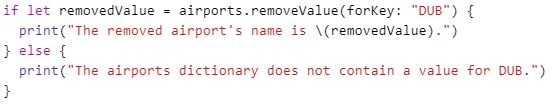 if let removedValue = airports.removeValue(forKey: "DUB") {
  print("The removed airport's name is \(removedValue).")
} else {
  print("The airports dictionary does not contain a value for DUB.")
}